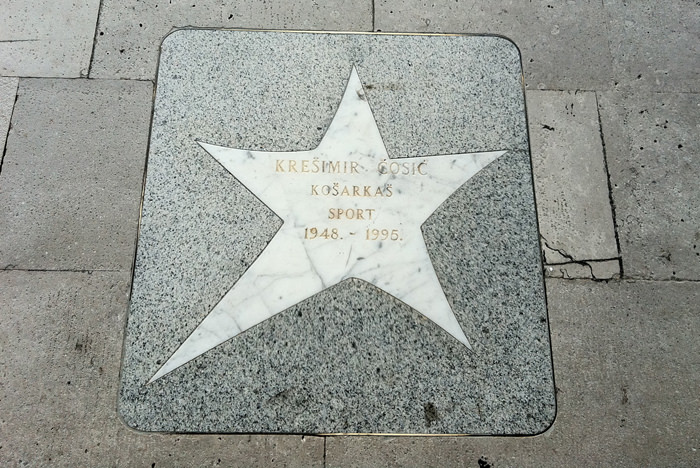 KREŠIMIR ĆOSIĆ
KOŠARKAŠ
SPORT
1948. - 1995.